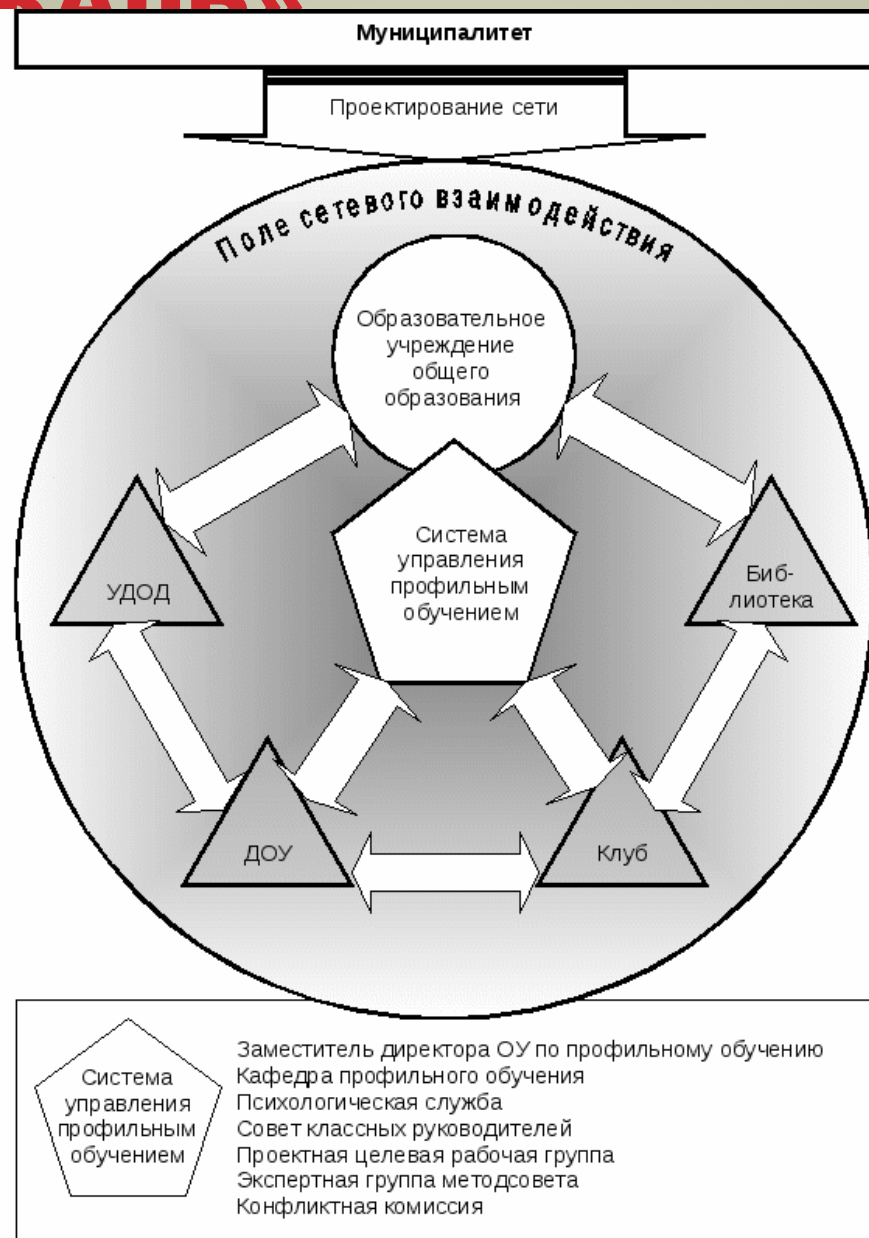 Муниципалитет
Проектирование сети
Поле сетевого взаимодействия
Образовательное
учреждение
общего
образования
Система
управления
профильным
обучением
УДОД
Биб-
лиотека
ДОУ
Клуб
Система
управления
профильным
обучением
Заместитель директора ОУ по профильному обучению
Кафедра профильного обучения
Психологическая служба
Совет классных руководителей
Проектная целевая рабочая группа
Экспертная группа методсовета
Конфликтная комиссия